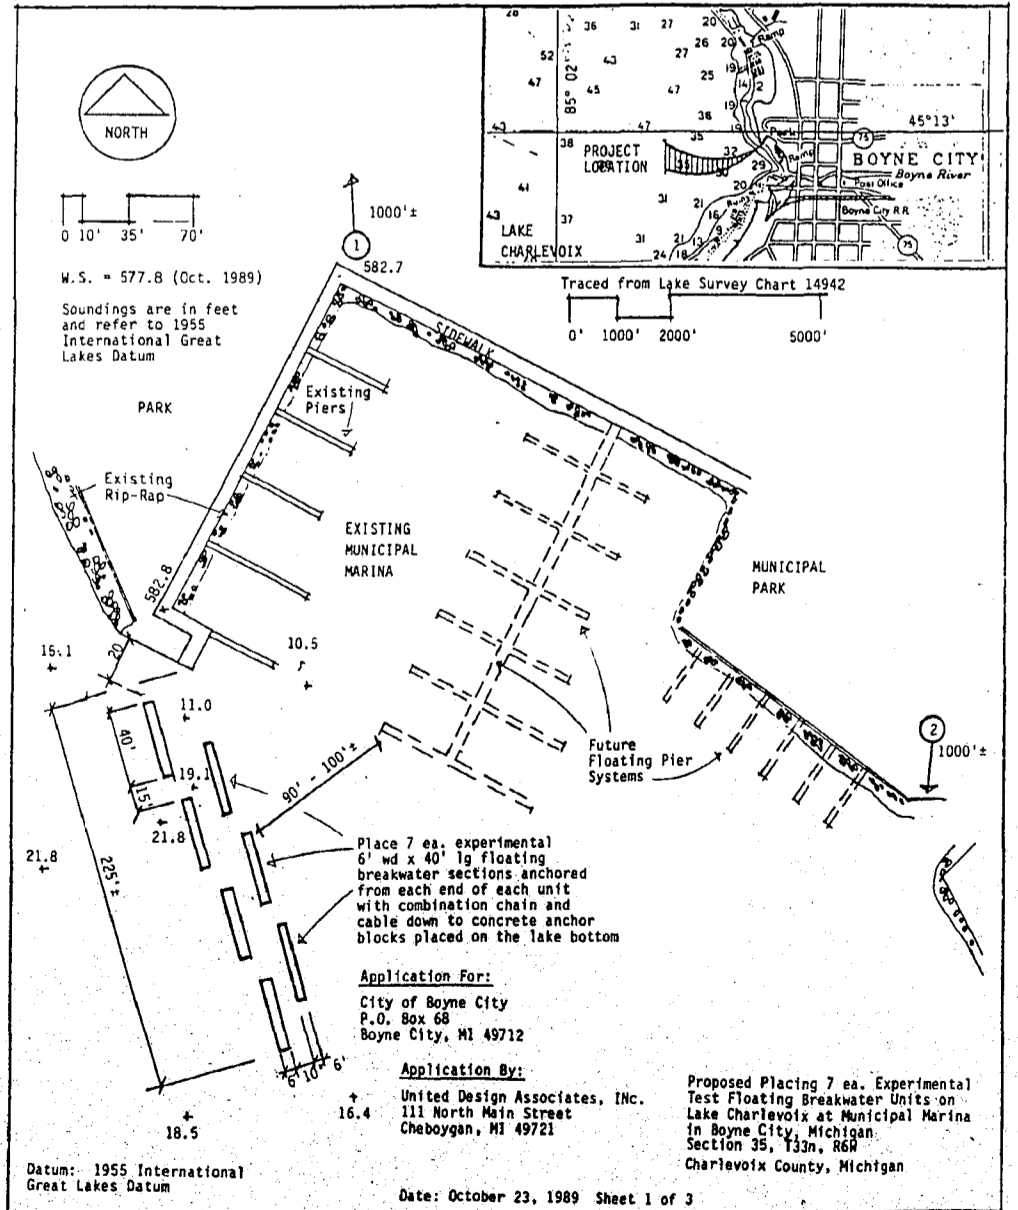 NORTH
0 10' 35' 70'
W.S. = 577.8 (Oct. 1989)
Soundings are in feet
and refer to 1955
International Great
Lakes Datum
1000'±
1
582.7
28 36 31 27 20
Ramp
26 20
52 43 27
47 45 25 19
85° 02'
47 14 2
36 19
43 47 19
45°13'
38 35 Park
75
PROJECT
LOCATION
32 Ramp
BOYNE CITY
35 30 29
Boyne River
41 20
Post Office
31 21
43 37 16
Boyne City R.R.
LAKE 31 21 9
CHARLEVOIX 24 18 13
75
Traced from Lake Survey Chart 14942
0' 1000' 2000' 5000'
SIDEWALK
PARK
Existing
Piers
Existing
Rip-Rap
EXISTING
MUNICIPAL
MARINA
MUNICIPAL
PARK
582.8
15.1
20
10.5
11.0
40'
19.1
15'
21.8
21.8
225'±
90' - 100'±
Future
Floating Pier
Systems
2
1000'±
Place 7 ea. experimental
6' wd x 40' lg floating
breakwater sections anchored
from each end of each unit
with combination chain and
cable down to concrete anchor
blocks placed on the lake bottom
Application For:
City of Boyne City
P.O. Box 68
Boyne City, MI 49712
6' 10' 6'
Application By:
United Design Associates, INc.
111 North Main Street
Cheboygan, MI 49721
16.4
18.5
Proposed Placing 7 ea. Experimental
Test Floating Breakwater Units on
Lake Charlevoix at Municipal Marina
in Boyne City, Michigan
Section 35, T33n, R6W
Charlevoix County, Michigan
Datum: 1955 International
Great Lakes Datum
Date: October 23, 1989 Sheet 1 of 3